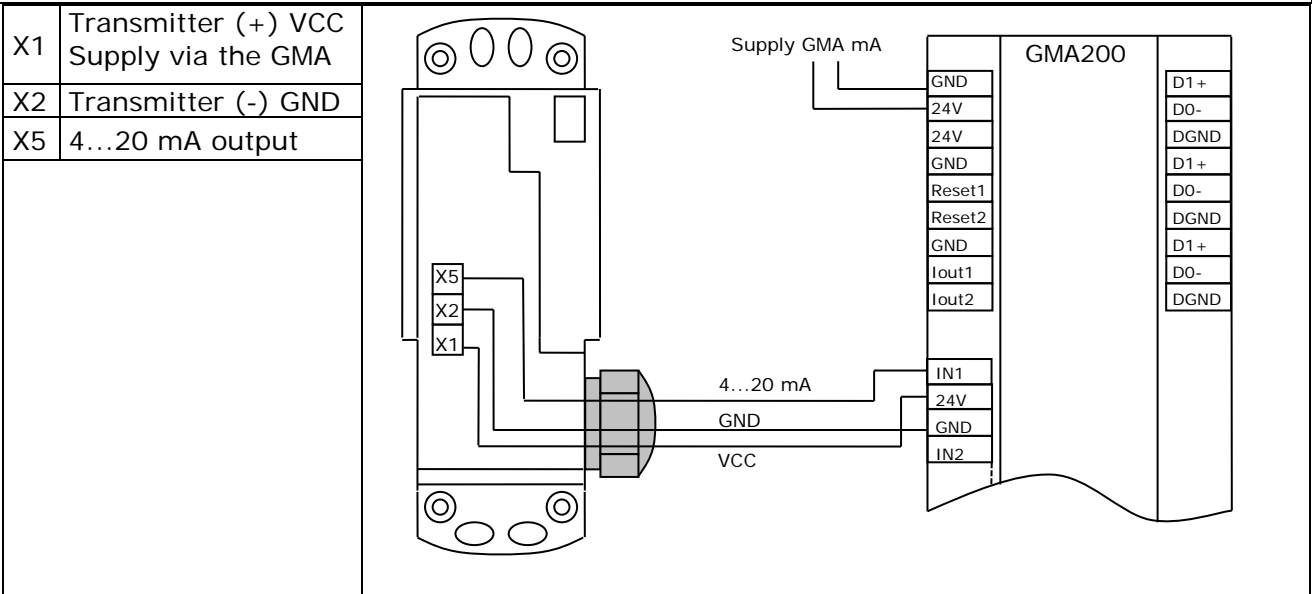 X1
Transmitter (+) VCC
Supply via the GMA
X2
Transmitter (-) GND
X5
4...20 mA output
X5
X2
X1
Supply GMA mA
GMA200
GND
24V
24V
GND
Reset1
Reset2
GND
Iout1
Iout2
IN1
24V
GND
IN2
4...20 mA
GND
VCC
D1+
D0-
DGND
D1+
D0-
DGND
D1+
D0-
DGND